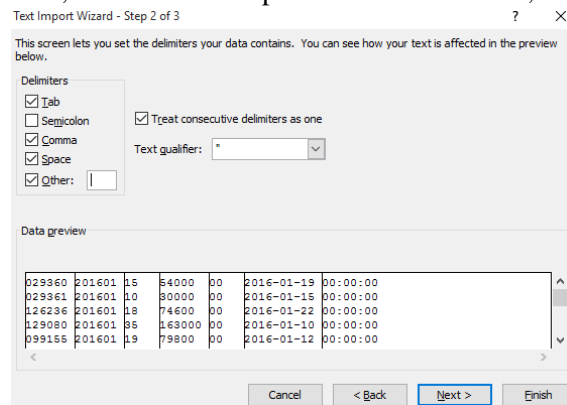 Text Import Wizard - Step 2 of 3 ? ×
This screen lets you set the delimiters your data contains. You can see how your text is affected in the preview
below.
Delimiters
Tab
Semicolon
Comma
Space
Other:
Treat consecutive delimiters as one
Text qualifier: "
Data preview
029360 201601 15 54000 00 2016-01-19 00:00:00
029361 201601 10 30000 00 2016-01-15 00:00:00
126236 201601 18 74600 00 2016-01-22 00:00:00
129080 201601 35 163000 00 2016-01-10 00:00:00
099155 201601 19 79800 00 2016-01-12 00:00:00
Cancel < Back Next > Finish